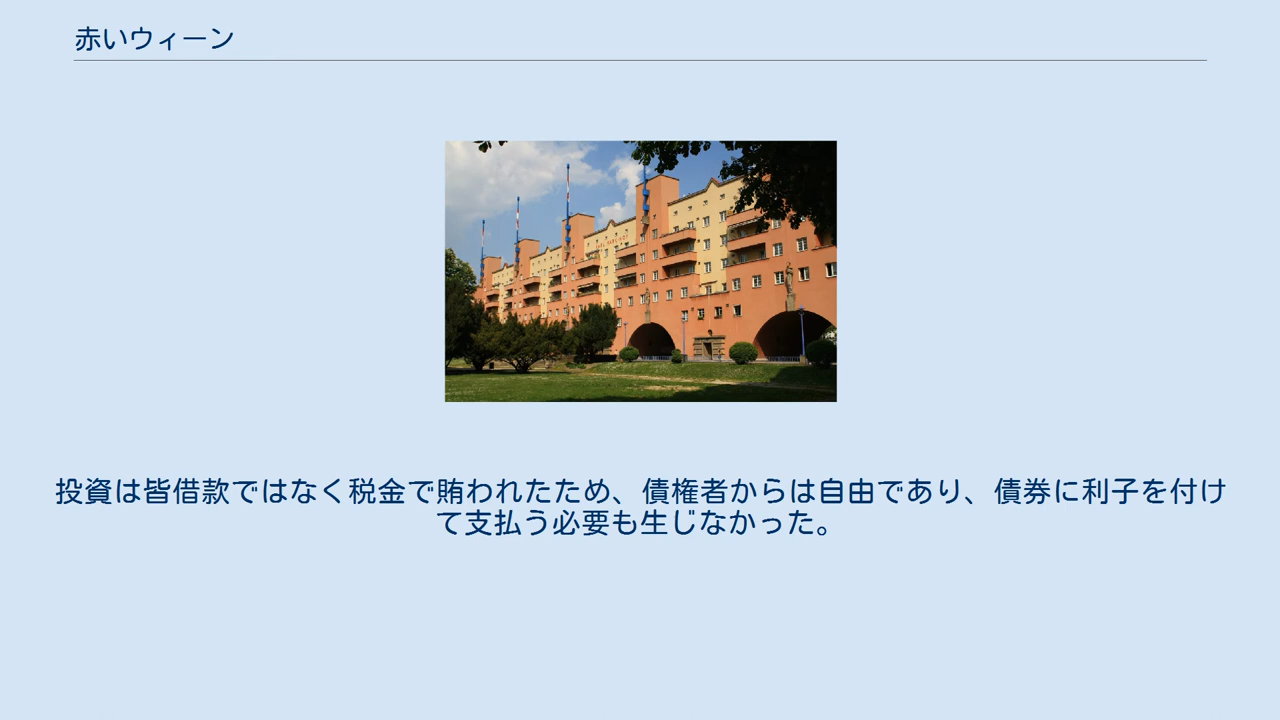 赤いウィーン
投資は皆借款ではなく税金で賄われたため、債権者からは自由であり、債券に利子を付け
て支払う必要も生じなかった。